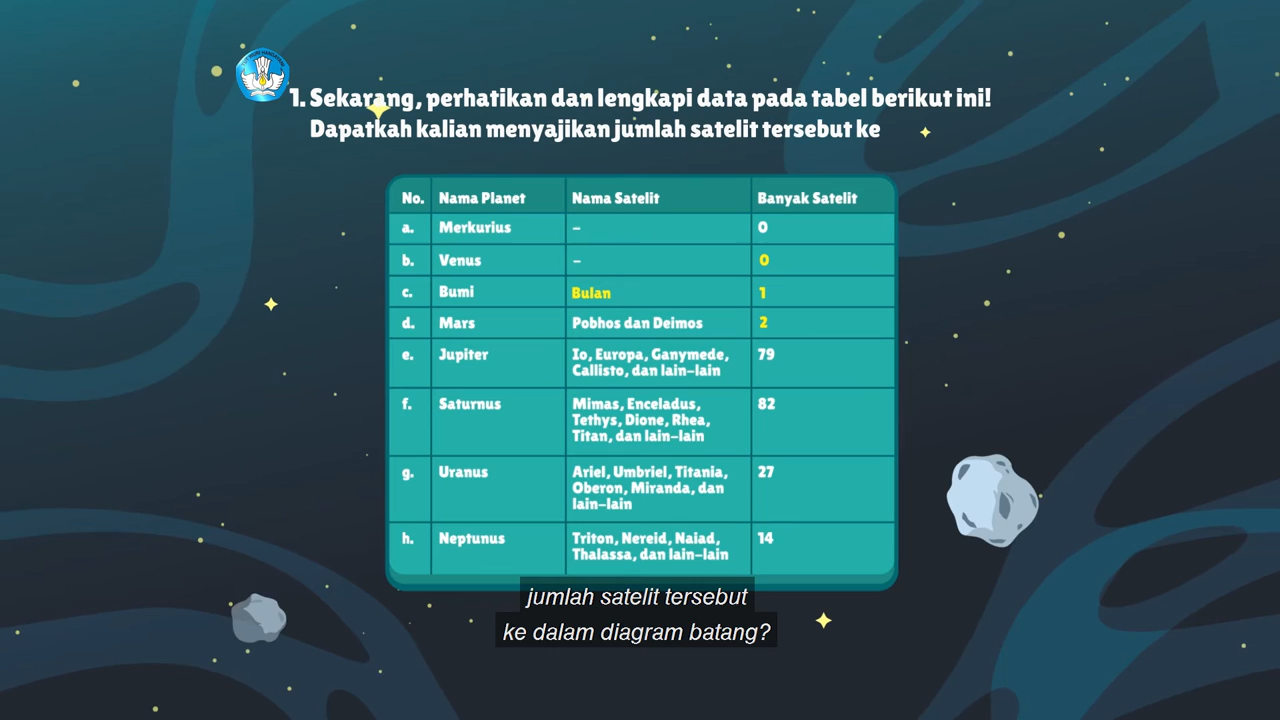 1. Sekarang, perhatikan dan lengkapi data pada tabel berikut ini!
Dapatkah kalian menyajikan jumlah satelit tersebut ke
No. Nama Planet Nama Satelit Banyak Satelit
a. Merkurius - 0
b. Venus - 0
c. Bumi Bulan 1
d. Mars Pobhos dan Deimos 2
e. Jupiter Io, Europa, Ganymede, 79
Callisto, dan lain-lain
f. Saturnus Mimas, Enceladus, 82
Tethys, Dione, Rhea,
Titan, dan lain-lain
g. Uranus Ariel, Umbriel, Titania, 27
Oberon, Miranda, dan
lain-lain
h. Neptunus Triton, Nereid, Naiad, 14
Thalassa, dan lain-lain
jumlah satelit tersebut
ke dalam diagram batang?